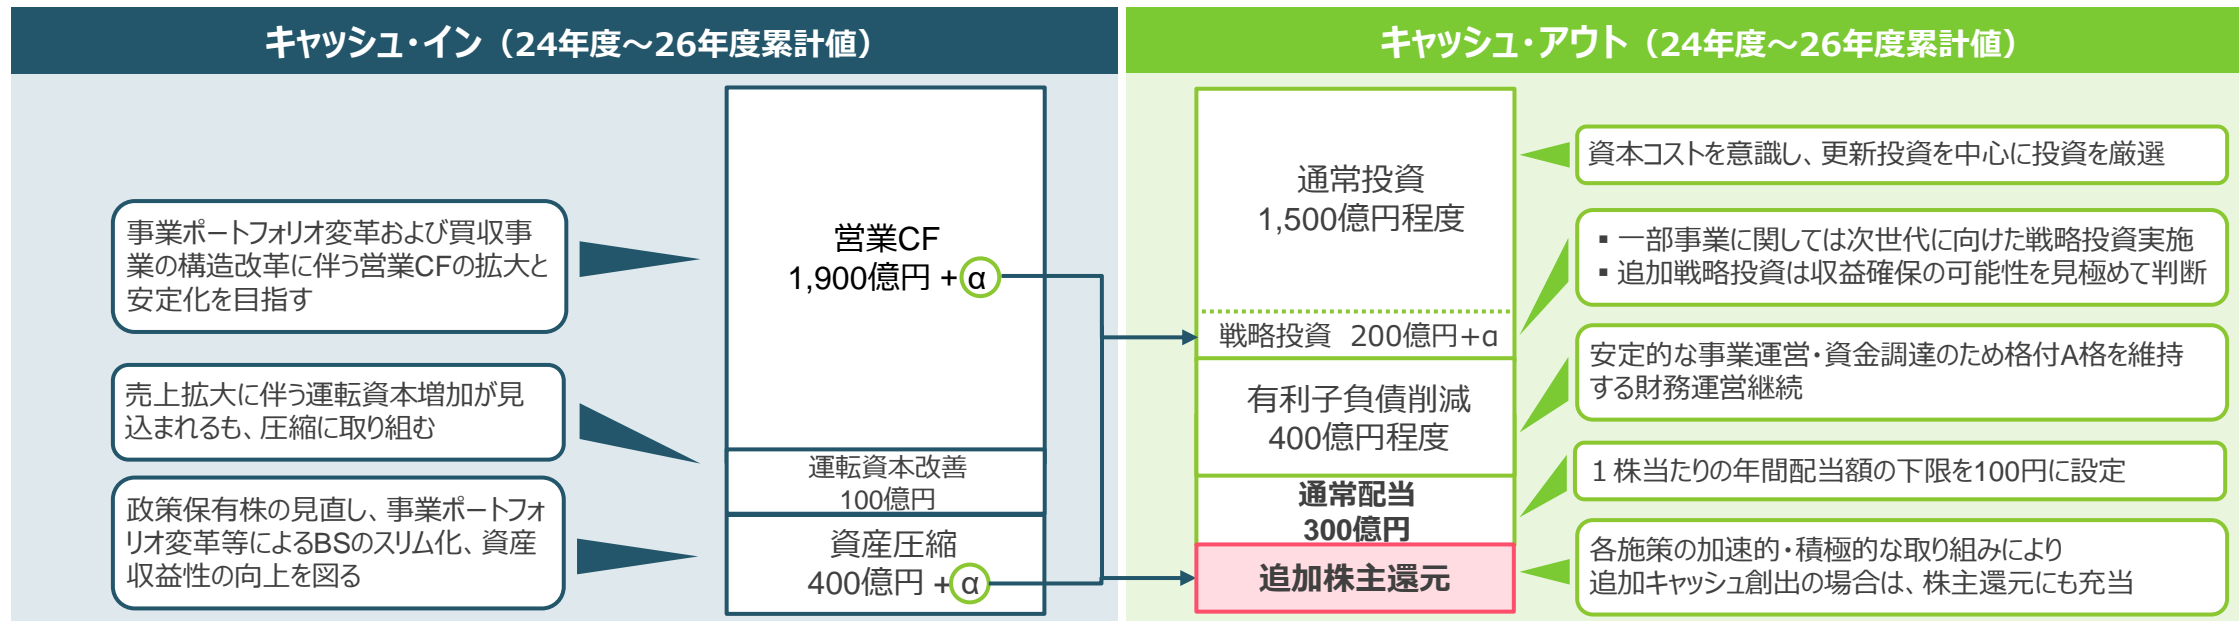 キャッシュ・イン（24年度～26年度累計値）
事業ポートフォリオ変革および買収事
業の構造改革に伴う営業CFの拡大と
安定化を目指す
売上拡大に伴う運転資本増加が見
込まれるも、圧縮に取り組む
政策保有株の見直し、事業ポートフォ
リオ変革等によるBSのスリム化、資産
収益性の向上を図る
営業CF
1,900億円 + α
運転資本改善
100億円
資産圧縮
400億円 + α
キャッシュ・アウト（24年度～26年度累計値）
通常投資
1,500億円程度
戦略投資 200億円+α
有利子負債削減
400億円程度
通常配当
300億円
追加株主還元
資本コストを意識し、更新投資を中心に投資を厳選
▪ 一部事業に関しては次世代に向けた戦略投資実施
▪ 追加戦略投資は収益確保の可能性を見極めて判断
安定的な事業運営・資金調達のため格付A格を維持
する財務運営継続
１株当たりの年間配当額の下限を100円に設定
各施策の加速的・積極的な取り組みにより
追加キャッシュ創出の場合は、株主還元にも充当